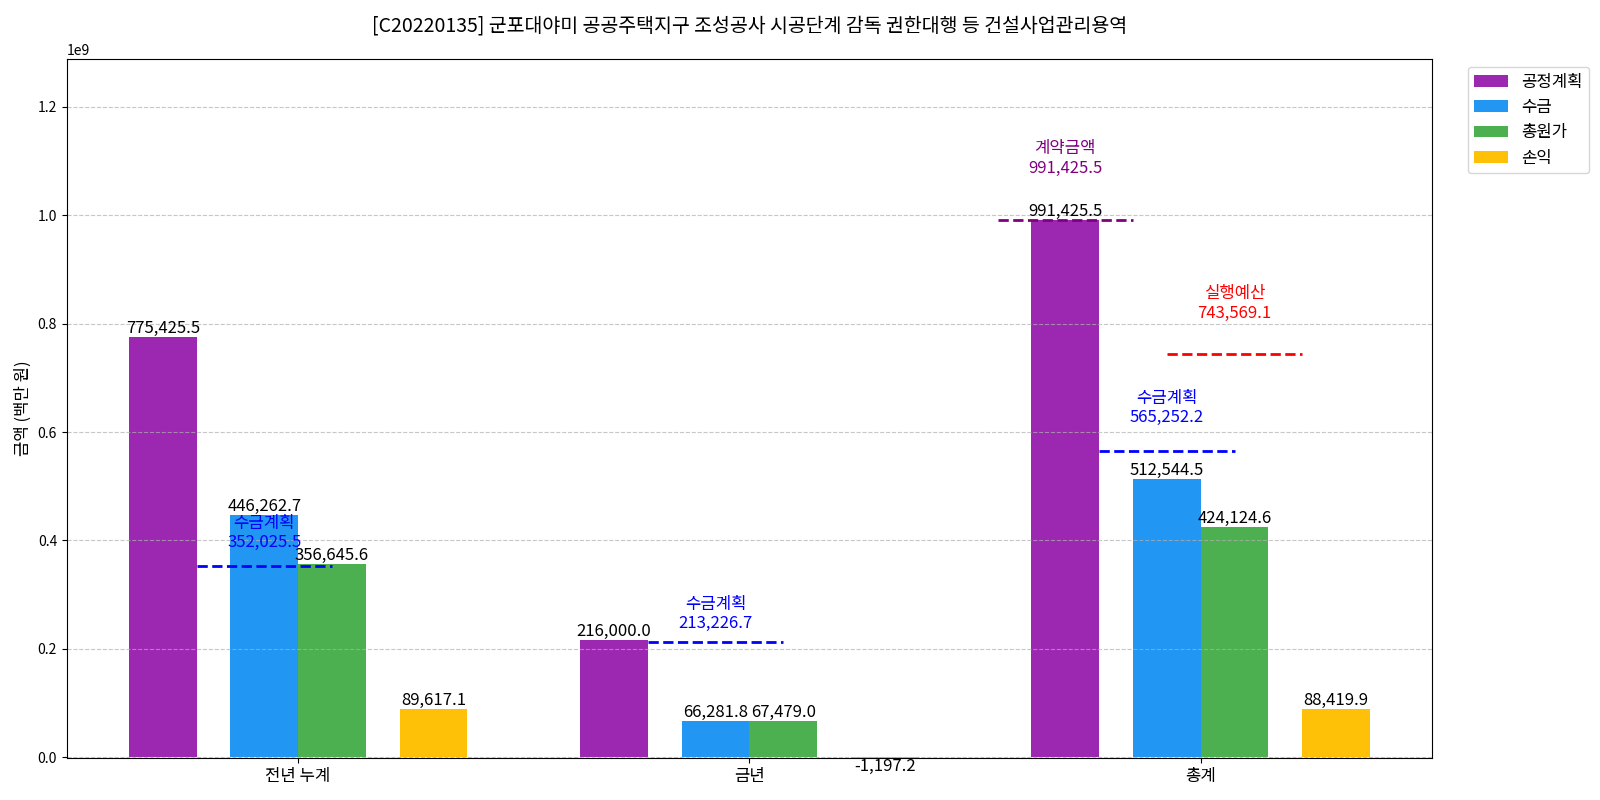 [C20220135] 군포대야미 공공주택지구 조성공사 시공단계 감독 권한대행 등 건설사업관리용역
1e9
금액 (백만 원)
1.2
1.0
0.8
0.6
0.4
0.2
0.0
775,425.5
446,262.7
수금계획
352,025.5
356,645.6
89,617.1
216,000.0
수금계획
213,226.7
66,281.8
67,479.0
-1,197.2
계약금액
991,425.5
991,425.5
실행예산
743,569.1
수금계획
565,252.2
512,544.5
424,124.6
88,419.9
전년 누계
금년
총계
공정계획
수금
총원가
손익